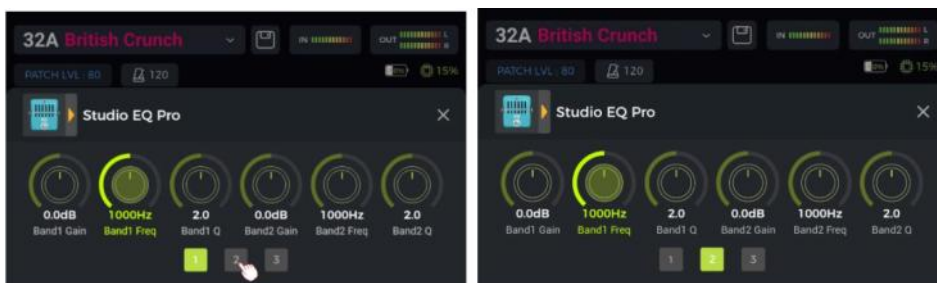 32A British Crunch
IN
OUT
L
R
PATCH LVL : 80
120
15%
Studio EQ Pro
0.0dB
1000Hz
2.0
0.0dB
1000Hz
2.0
Band1 Gain
Band1 Freq
Band1 Q
Band2 Gain
Band2 Freq
Band2 Q
1
2
3
32A British Crunch
IN
OUT
L
R
PATCH LVL : 80
120
15%
Studio EQ Pro
0.0dB
1000Hz
2.0
0.0dB
1000Hz
2.0
Band1 Gain
Band1 Freq
Band1 Q
Band2 Gain
Band2 Freq
Band2 Q
1
2
3